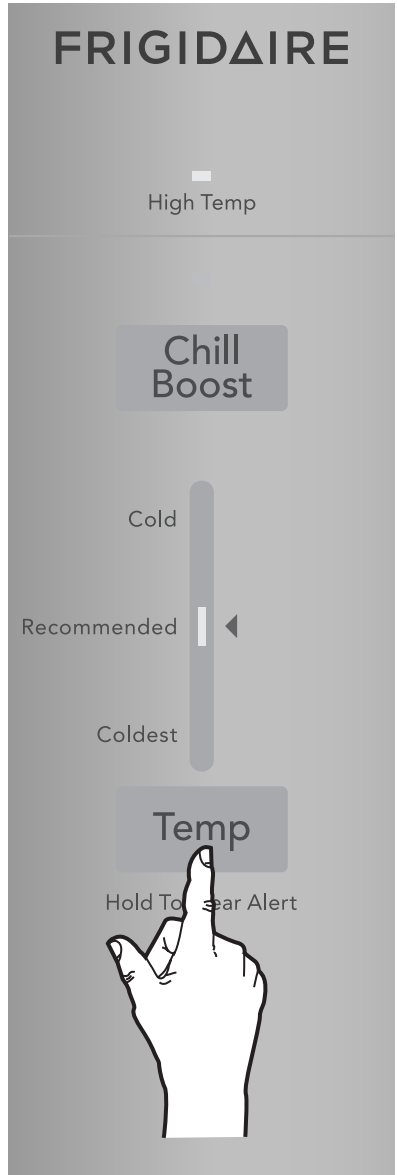 FRIGIDAIRE
High Temp
Chill
Boost
Cold
Recommended
Coldest
Temp
Hold To ear Alert